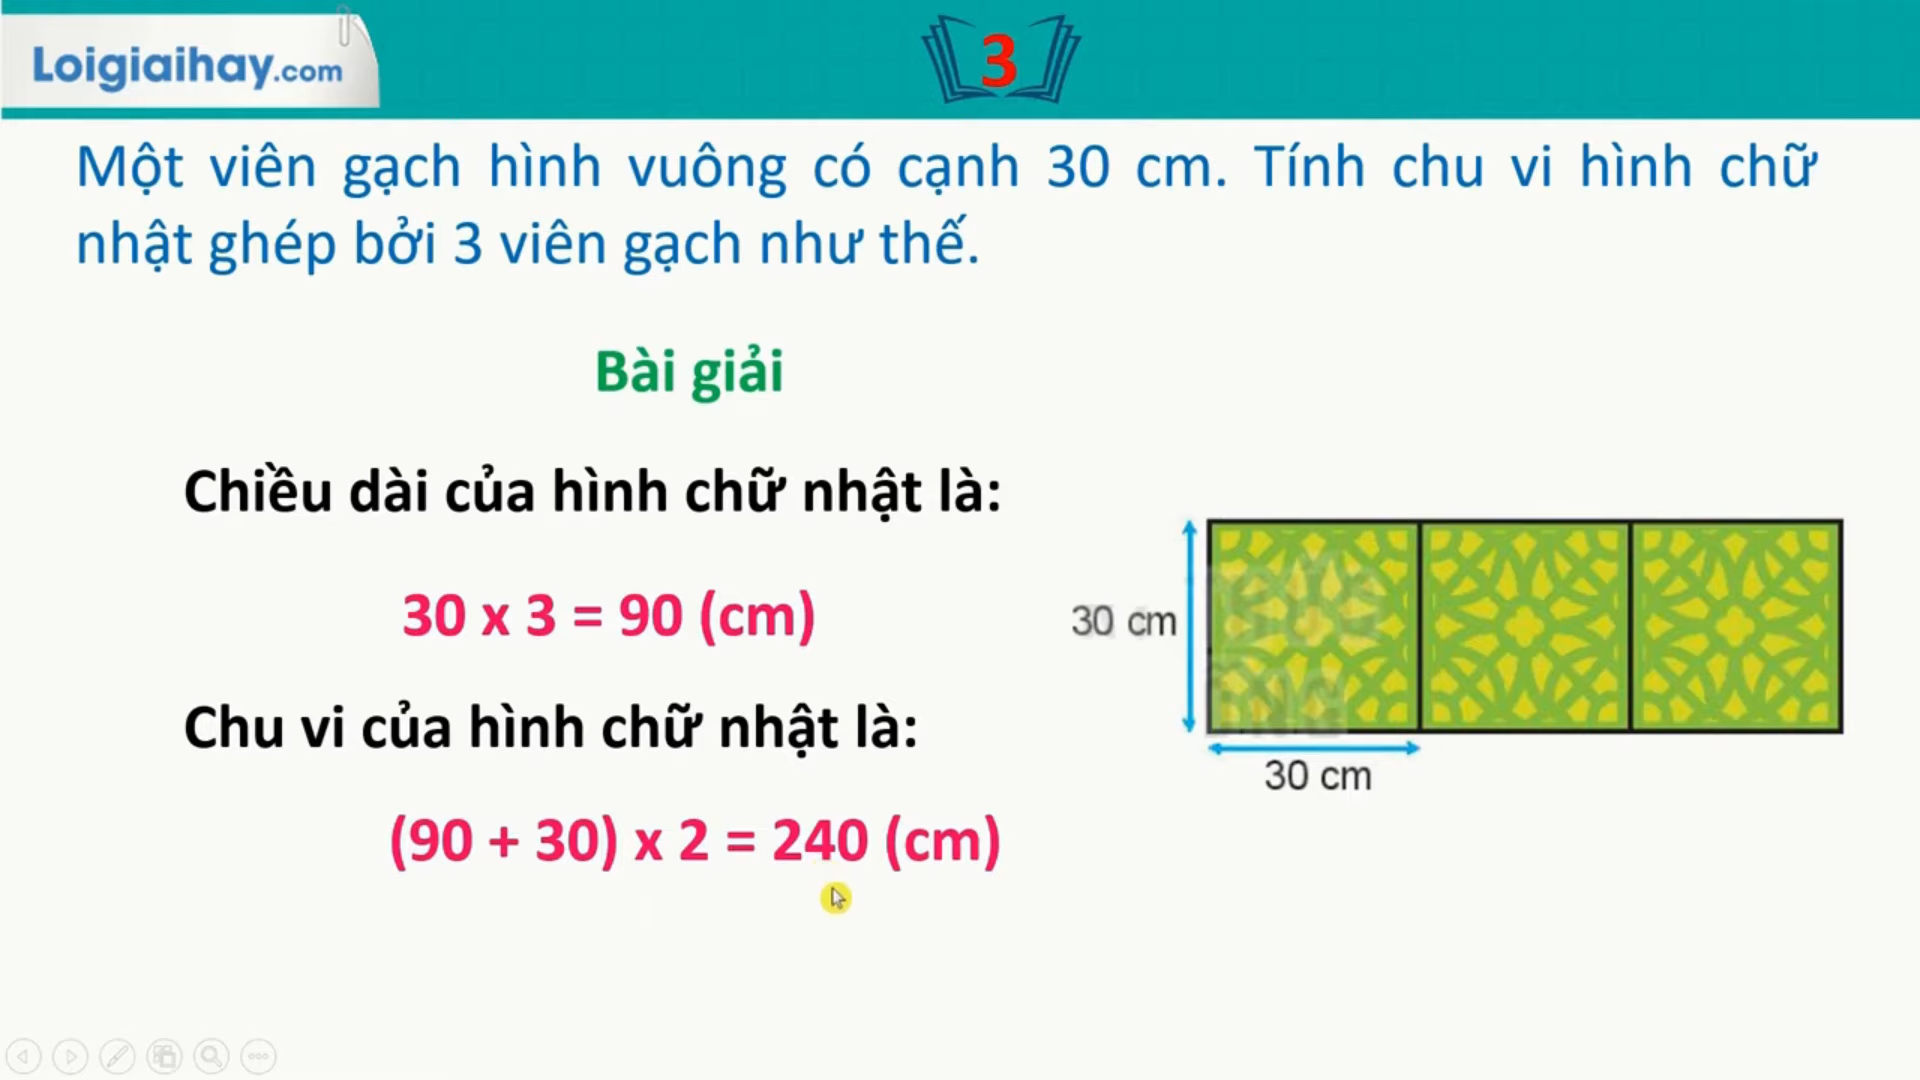 Loigiaihay.com
3
Một viên gạch hình vuông có cạnh 30 cm. Tính chu vi hình chữ
nhật ghép bởi 3 viên gạch như thế.
Bài giải
Chiều dài của hình chữ nhật là:
30 x 3 = 90 (cm)
30 cm
Chu vi của hình chữ nhật là:
30 cm
(90 + 30) x 2 = 240 (cm)